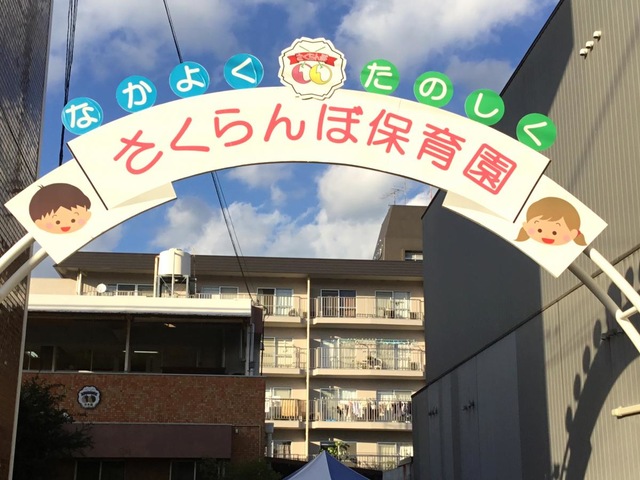 なかよく たのしく
さくらんぼ保育園